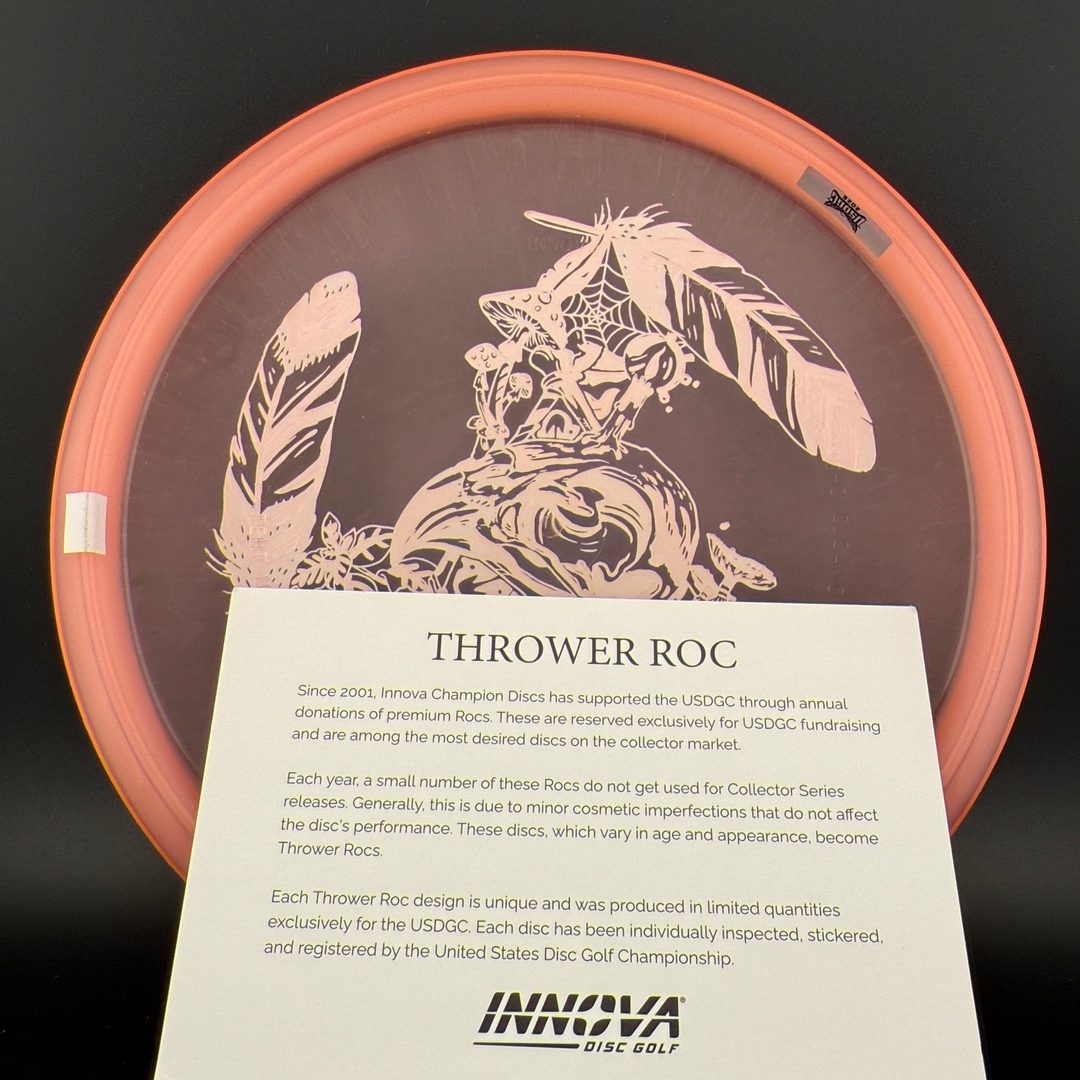 THROWER ROC
Since 2001, Innova Champion Discs has supported the USDGC through annual
donations of premium Rocs. These are reserved exclusively for USDGC fundraising
and are among the most desired discs on the collector market.
Each year, a small number of these Rocs do not get used for Collector Series
releases. Generally, this is due to minor cosmetic imperfections that do not affect
the disc's performance. These discs, which vary in age and appearance, become
Thrower Rocs.
Each Thrower Roc design is unique and was produced in limited quantities
exclusively for the USDGC. Each disc has been individually inspected, stickered,
and registered by the United States Disc Golf Championship.
INNOVA®
DISC GOLF